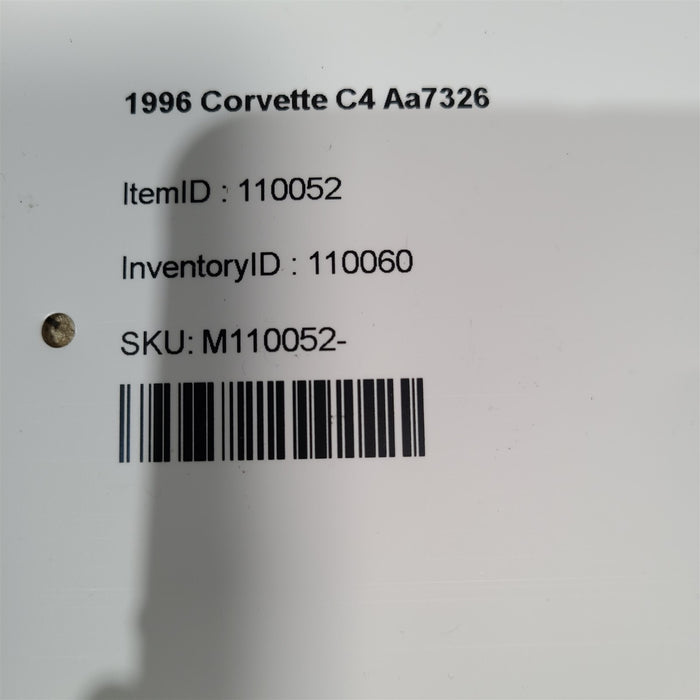 1996 Corvette C4 Aa7326
ItemID : 110052
InventoryID : 110060
SKU: M110052-